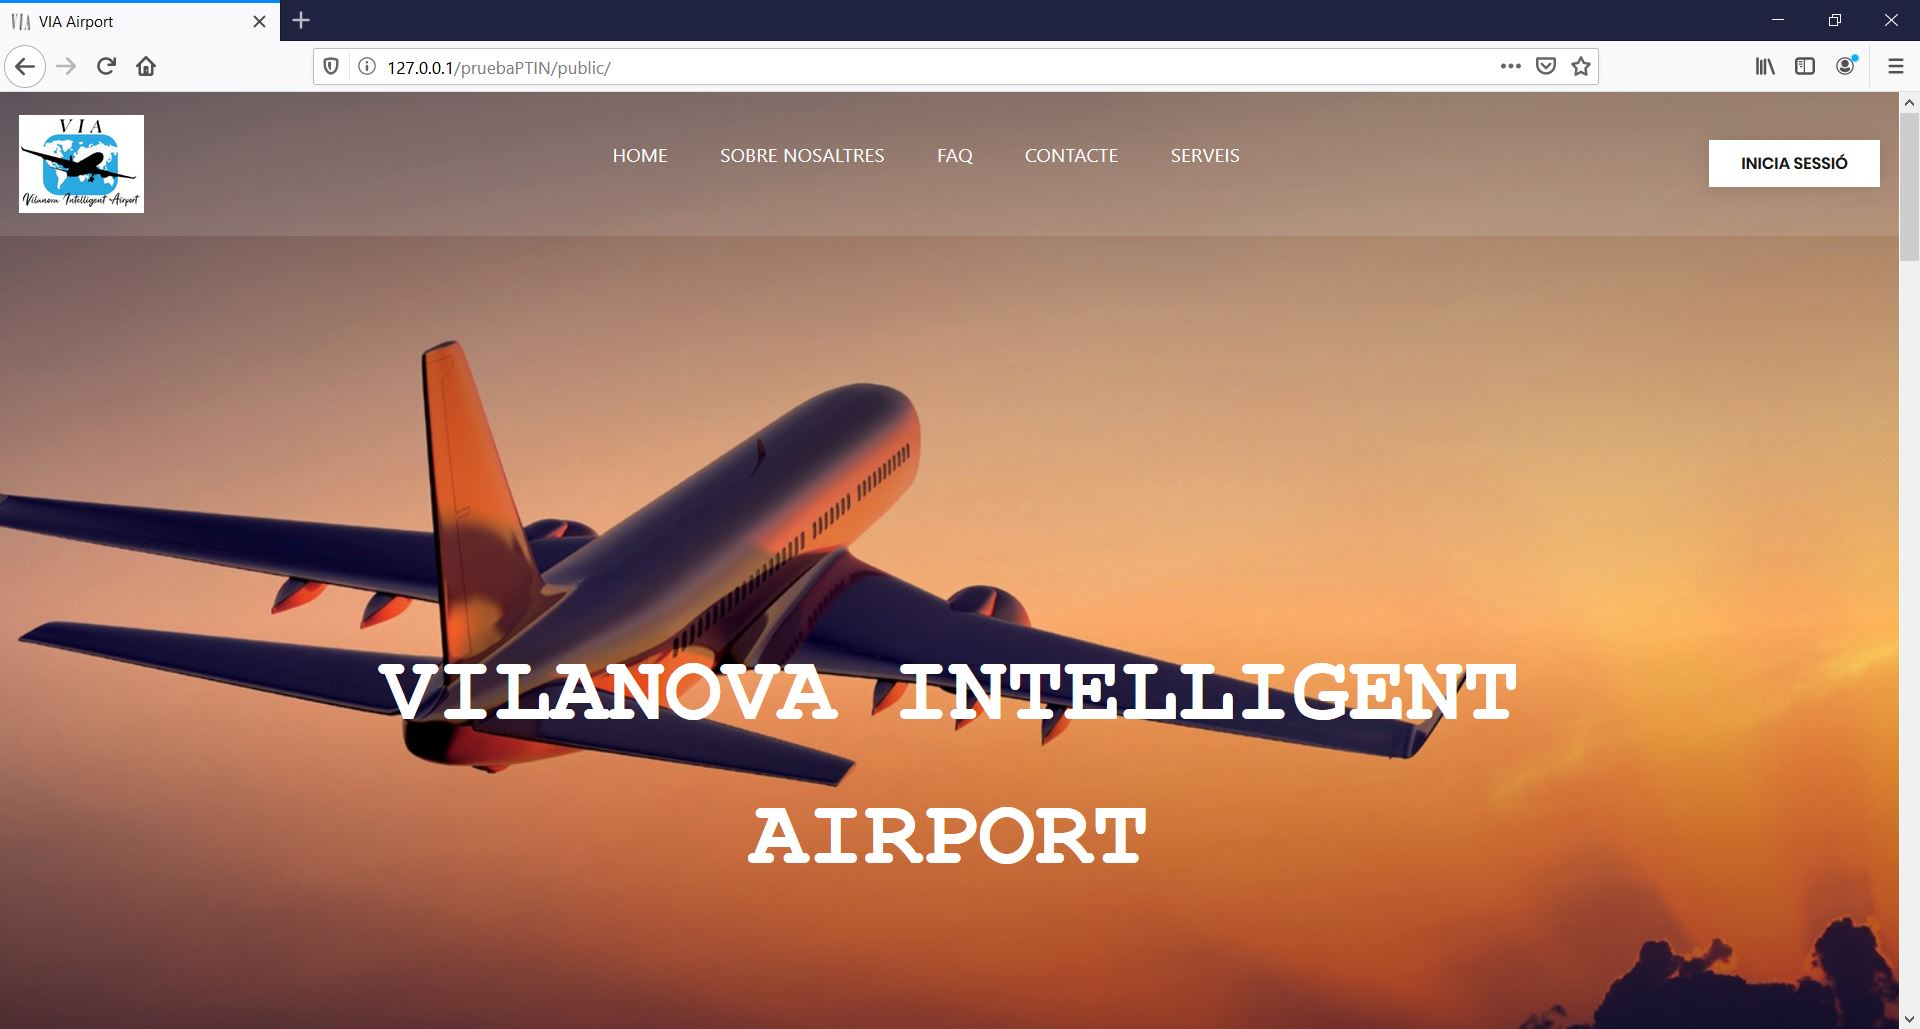 VIA Airport
127.0.0.1/pruebaPTIN/public/
VIA
Vilanova Intelligent Airport
HOME
SOBRE NOSALTRES
FAQ
CONTACTE
SERVEIS
INICIA SESSIÓ
VILANOVA INTELLIGENT
AIRPORT